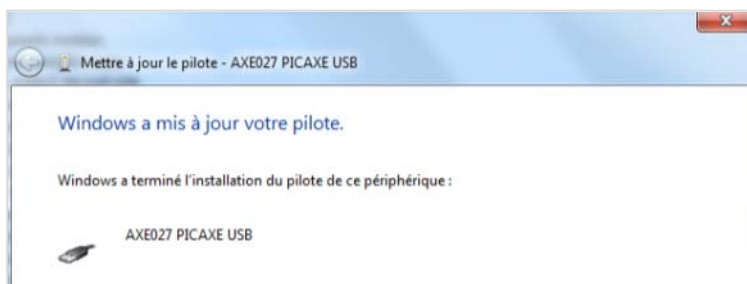 Mettre à jour le pilote - AXE027 PICAXE USB
Windows a mis à jour votre pilote.
Windows a terminé l'installation du pilote de ce périphérique :
AXE027 PICAXE USB